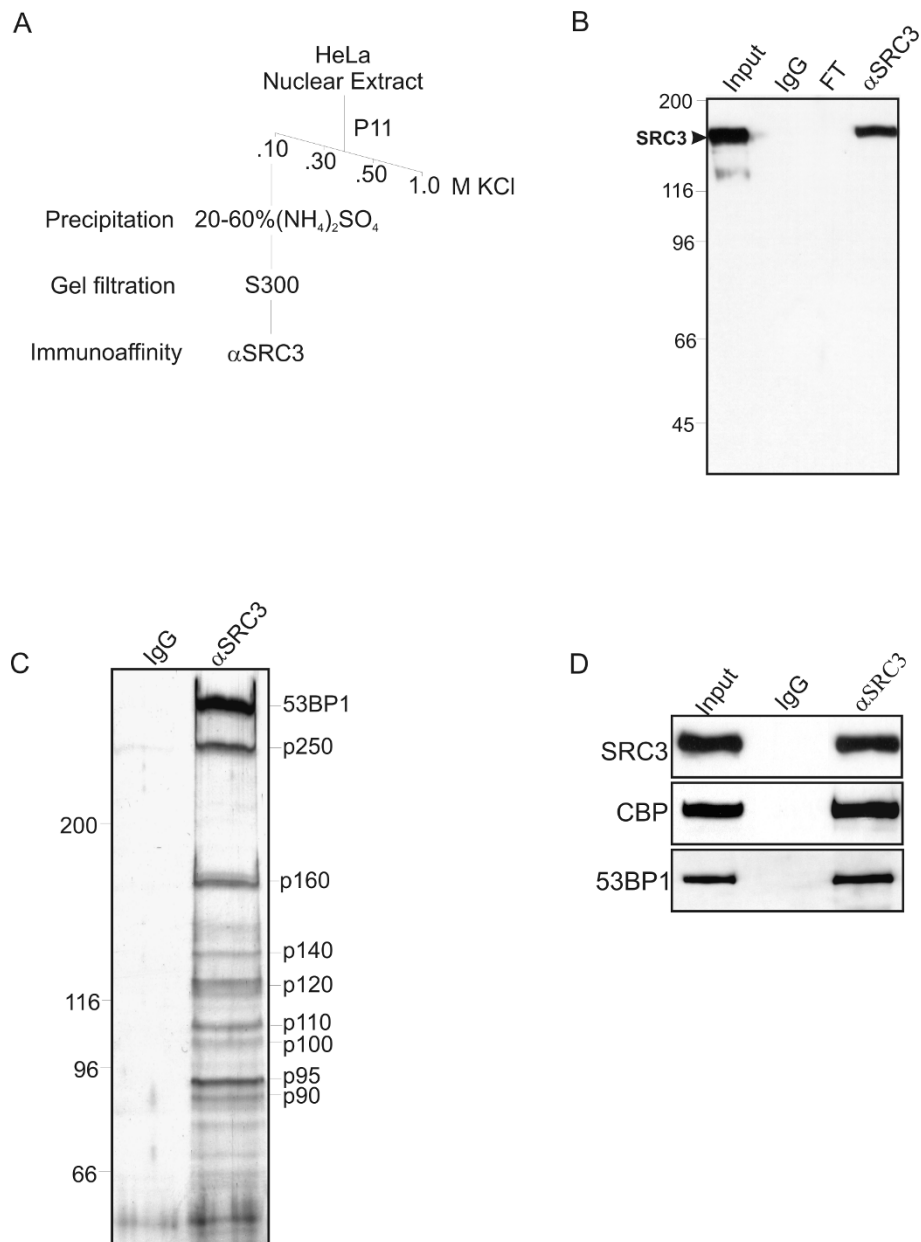 A
HeLa
Nuclear Extract
P11
.10 .30 .50 1.0 M KCl
Precipitation 20-60%(NH₄)₂SO₄
Gel filtration S300
Immunoaffinity αSRC3
B
Input IgG FT αSRC3
200
SRC3
116
96
66
45
C
IgG αSRC3
53BP1
p250
200
p160
p140
p120
116
p110
p100
96
p95
p90
66
D
Input IgG αSRC3
SRC3
CBP
53BP1